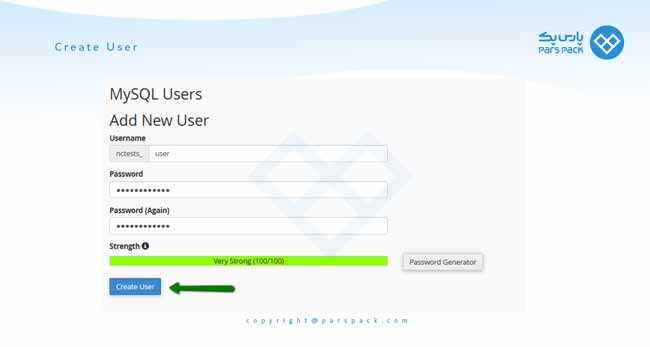 Create User
پارس پک
PARS PACK
MySQL Users
Add New User
Username
nctests_ user
Password
••••••••••••
Password (Again)
••••••••••••
Strength
Very Strong (100/100)
Password Generator
Create User
copyright@parspack.com